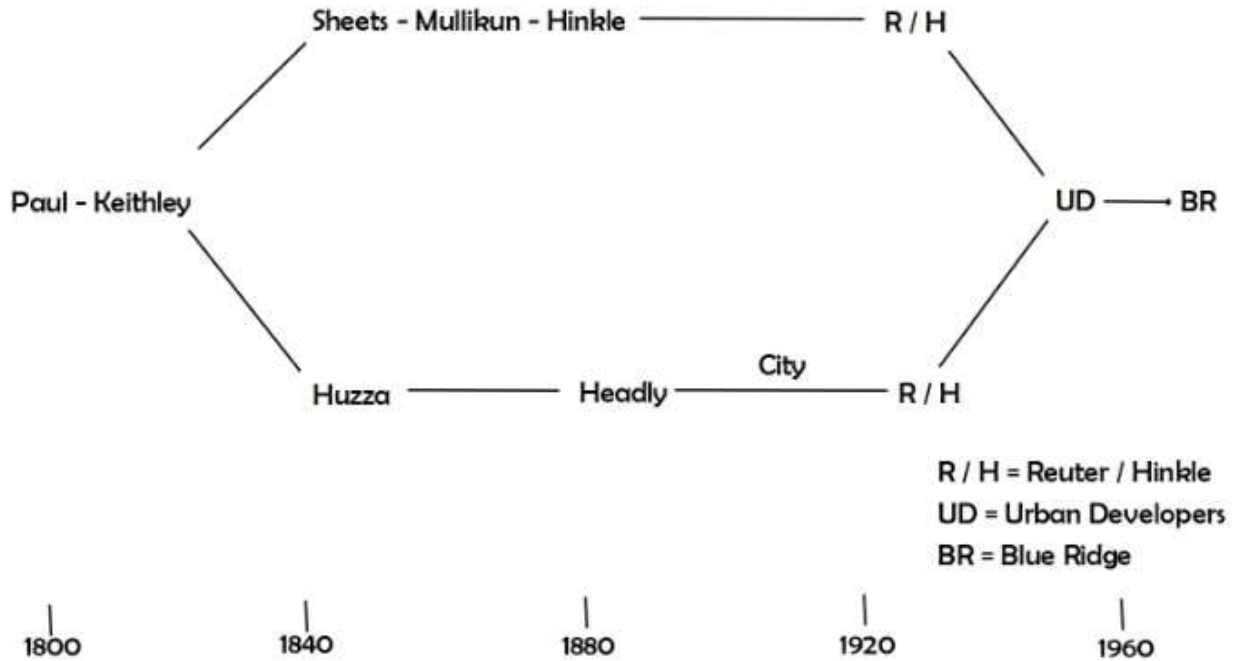 Sheets - Mullikun - Hinkle
R / H
Paul - Keithley
UD
BR
City
Huzza
Headly
R / H
R / H = Reuter / Hinkle
UD = Urban Developers
BR = Blue Ridge
1800
1840
1880
1920
1960